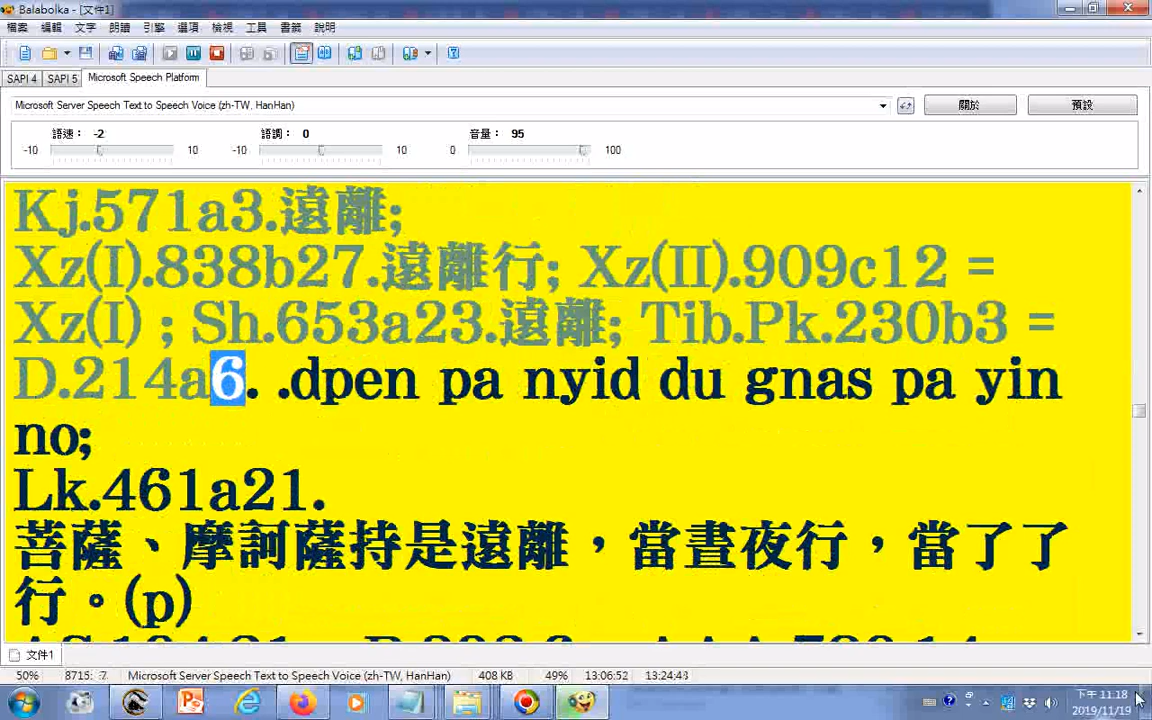 Balabolka - [文件1]
檔案 編輯 文字 朗讀 引擎 選項 檢視 工具 書籤 說明
SAPI 4 SAPI 5 Microsoft Speech Platform
Microsoft Server Speech Text to Speech Voice (zh-TW, HanHan) 關於 預設
語速： -2 語調： 0 音量： 95
-10 10 -10 10 0 100
Kj.571a3.遠離;
Xz(I).838b27.遠離行; Xz(II).909c12 =
Xz(I) ; Sh.653a23.遠離; Tib.Pk.230b3 =
D.214a6. .dpen pa nyid du gnas pa yin
no;
Lk.461a21.
菩薩、摩訶薩持是遠離，當晝夜行，當了了
行。(p)
文件1
50% 8715: :7 Microsoft Server Speech Text to Speech Voice (zh-TW, HanHan) 408 KB 49% 13:06:52 13:24:43
下午 11:18
2019/11/19